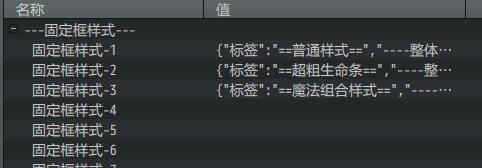 名称 值
---固定框样式---
固定框样式-1 {"标签":"==普通样式==","----整体…
固定框样式-2 {"标签":"==超粗生命条==","----整…
固定框样式-3 {"标签":"==魔法组合样式==","----…
固定框样式-4
固定框样式-5
固定框样式-6